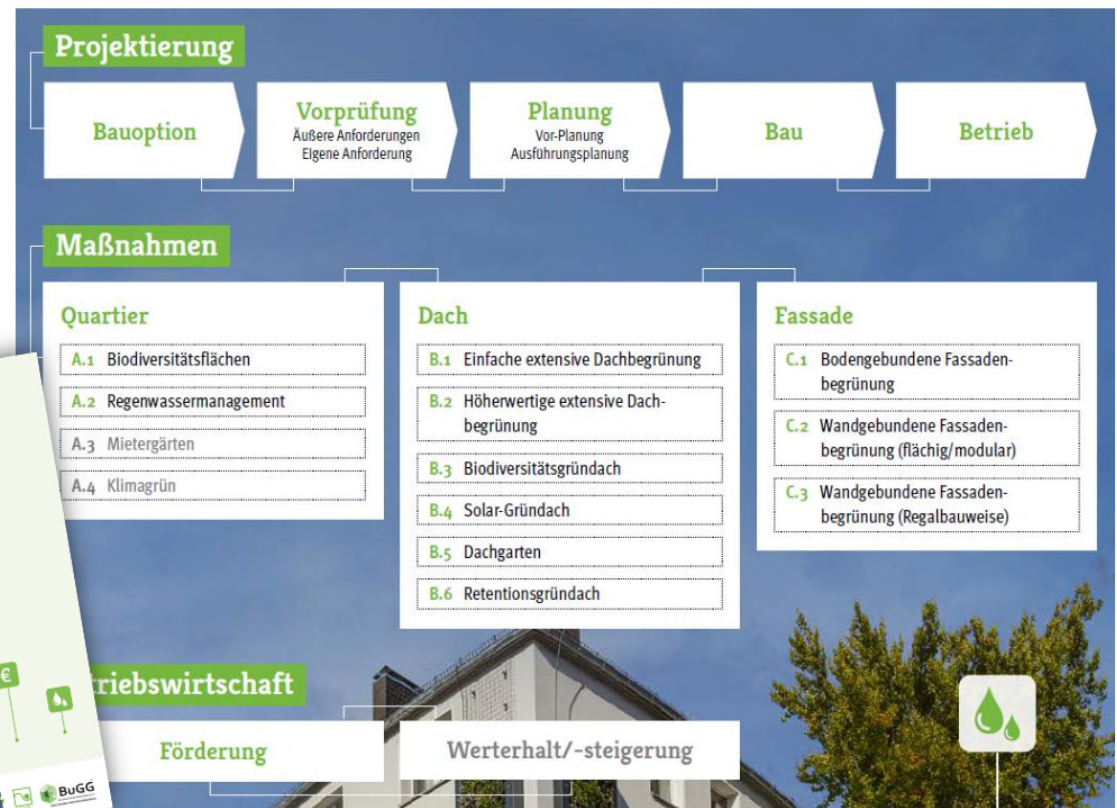 Projektierung
Bauoption
Vorprüfung
Äußere Anforderungen
Eigene Anforderung
Planung
Vor-Planung
Ausführungsplanung
Bau
Betrieb
Maßnahmen
Quartier
A.1 Biodiversitätsflächen
A.2 Regenwassermanagement
A.3 Mietergärten
A.4 Klimagrün
Dach
B.1 Einfache extensive Dachbegrünung
B.2 Höherwertige extensive Dach-
begrünung
B.3 Biodiversitätsgründach
B.4 Solar-Gründach
B.5 Dachgarten
B.6 Retentionsgründach
Fassade
C.1 Bodengebundene Fassaden-
begrünung
C.2 Wandgebundene Fassaden-
begrünung (flächig/modular)
C.3 Wandgebundene Fassaden-
begrünung (Regalbauweise)
triebswirtschaft
Förderung
Werterhalt/-steigerung
€
BuGG